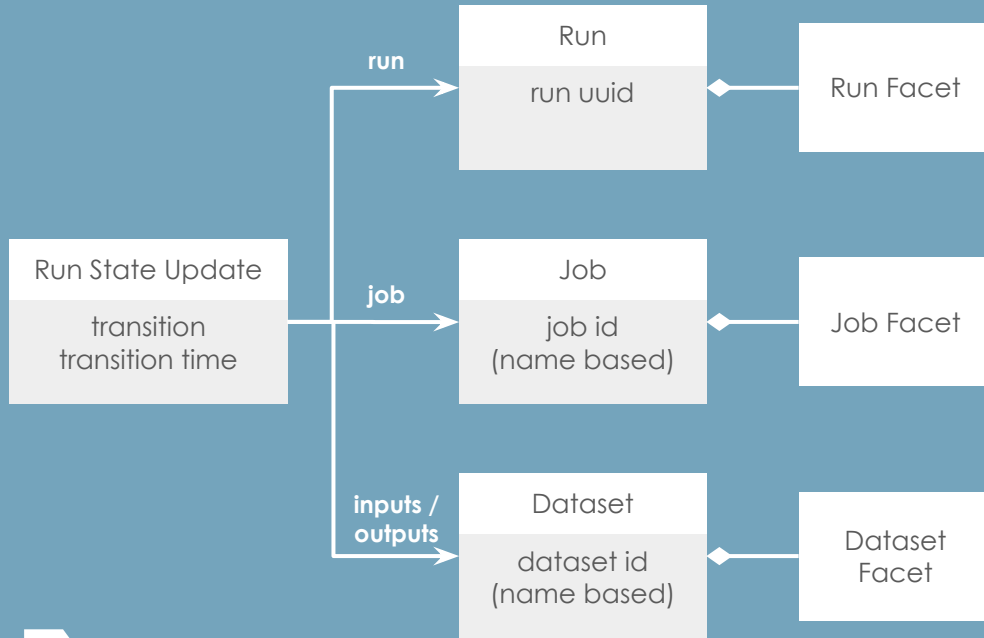 Run
run uuid
run
Run Facet
Run State Update
transition
transition time
Job
job id
(name based)
job
Job Facet
inputs /
outputs
Dataset
dataset id
(name based)
Dataset
Facet